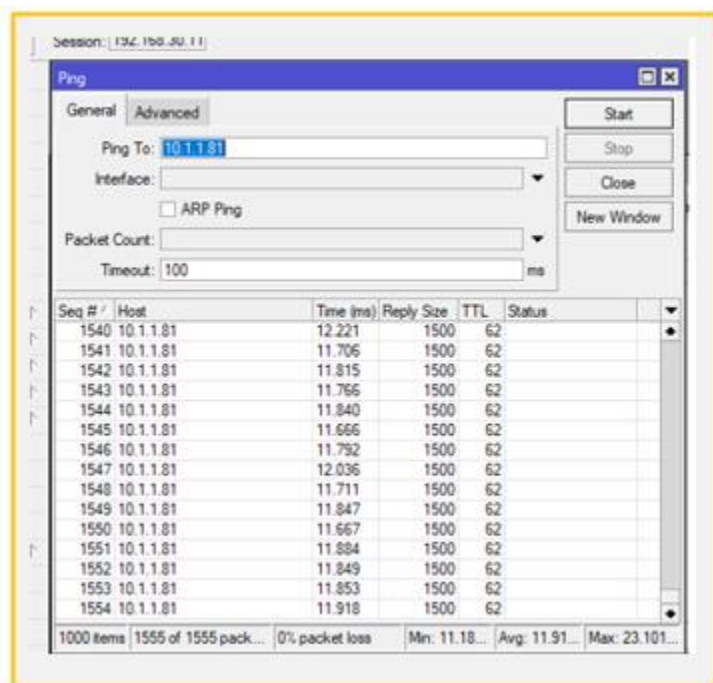 Session: 192.168.30.11
Ping
General Advanced
Start
Ping To: 10.1.1.81
Stop
Interface:
Close
ARP Ping
New Window
Packet Count:
Timeout: 100 ms
Seq # Host Time (ms) Reply Size TTL Status
1540 10.1.1.81 12.221 1500 62
1541 10.1.1.81 11.706 1500 62
1542 10.1.1.81 11.815 1500 62
1543 10.1.1.81 11.766 1500 62
1544 10.1.1.81 11.840 1500 62
1545 10.1.1.81 11.666 1500 62
1546 10.1.1.81 11.792 1500 62
1547 10.1.1.81 12.036 1500 62
1548 10.1.1.81 11.711 1500 62
1549 10.1.1.81 11.847 1500 62
1550 10.1.1.81 11.667 1500 62
1551 10.1.1.81 11.884 1500 62
1552 10.1.1.81 11.849 1500 62
1553 10.1.1.81 11.853 1500 62
1554 10.1.1.81 11.918 1500 62
1000 items 1555 of 1555 pack... 0% packet loss Min: 11.18... Avg: 11.91... Max: 23.101...